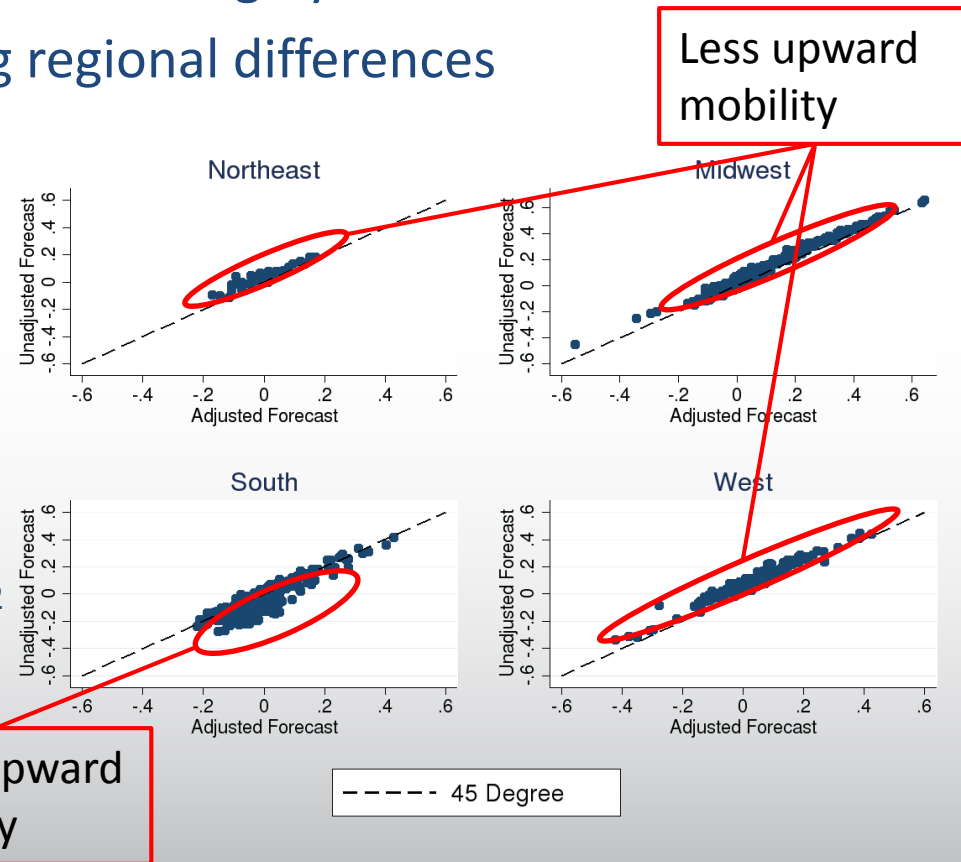 regional differences
Less upward
mobility
Northeast
Unadjusted Forecast
-.6 -.4 -.2 0 .2 .4 .6
-.6 -.4 -.2 0 .2 .4 .6
Adjusted Forecast
Midwest
Unadjusted Forecast
-.6 -.4 -.2 0 .2 .4 .6
-.6 -.4 -.2 0 .2 .4 .6
Adjusted Forecast
South
Unadjusted Forecast
-.6 -.4 -.2 0 .2 .4 .6
-.6 -.4 -.2 0 .2 .4 .6
Adjusted Forecast
West
Unadjusted Forecast
-.6 -.4 -.2 0 .2 .4 .6
-.6 -.4 -.2 0 .2 .4 .6
Adjusted Forecast
pward
y
45 Degree